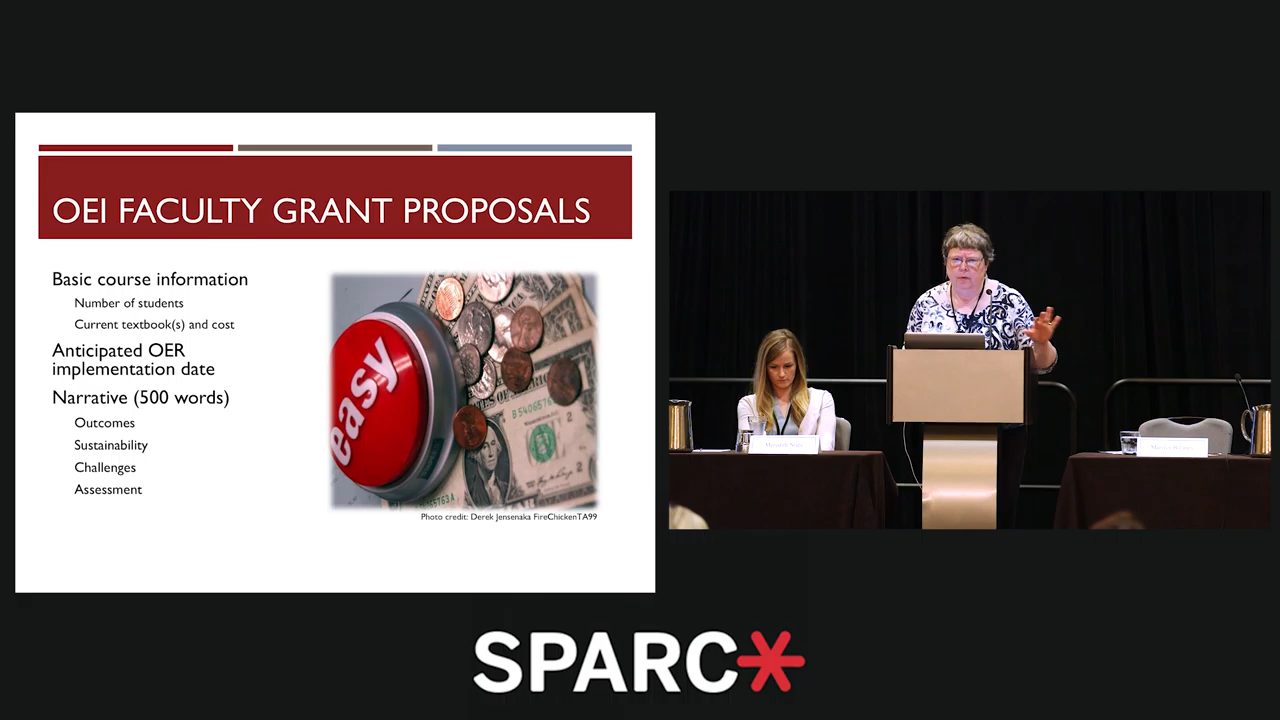 OEI FACULTY GRANT PROPOSALS
Basic course information
Number of students
Current textbook(s) and cost
Anticipated OER
implementation date
Narrative (500 words)
Outcomes
Sustainability
Challenges
Assessment
easy
Photo credit: Derek Jensenaka FireChickenTA99
SPARC*